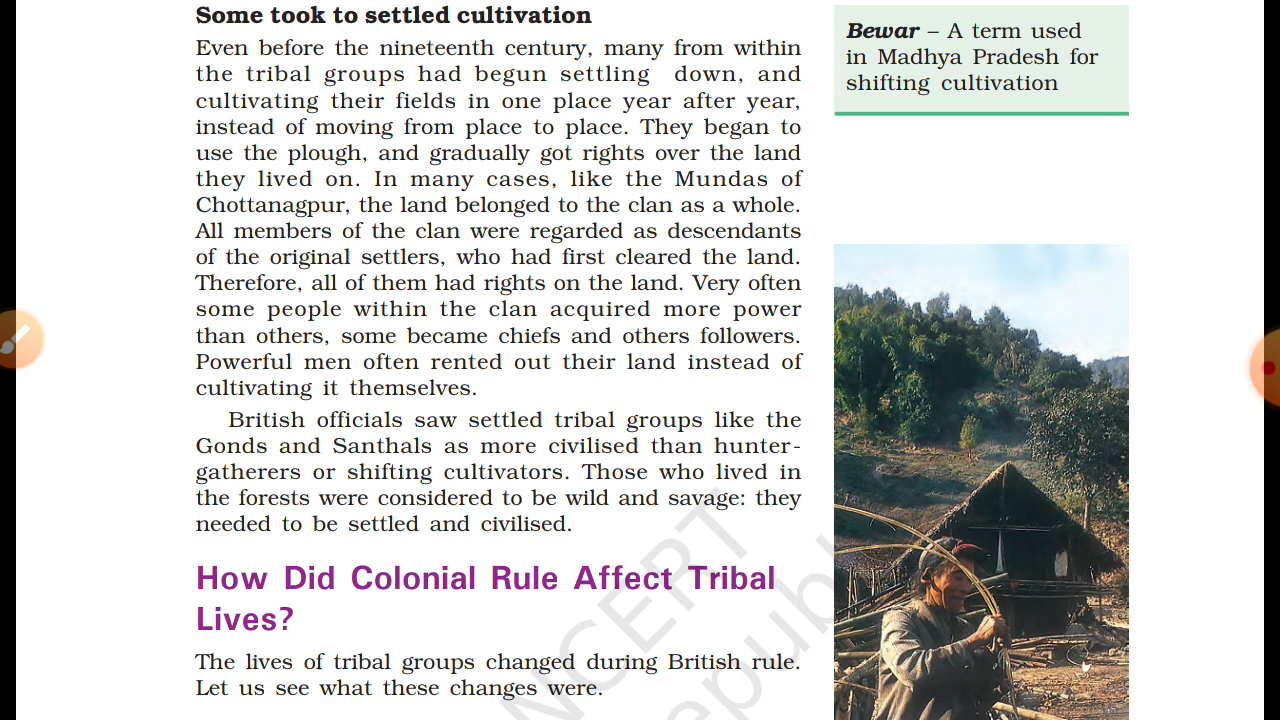 Some took to settled cultivation
Even before the nineteenth century, many from within
the tribal groups had begun settling down, and
cultivating their fields in one place year after year,
instead of moving from place to place. They began to
use the plough, and gradually got rights over the land
they lived on. In many cases, like the Mundas of
Chottanagpur, the land belonged to the clan as a whole.
All members of the clan were regarded as descendants
of the original settlers, who had first cleared the land.
Therefore, all of them had rights on the land. Very often
some people within the clan acquired more power
than others, some became chiefs and others followers.
Powerful men often rented out their land instead of
cultivating it themselves.
British officials saw settled tribal groups like the
Gonds and Santhals as more civilised than hunter-
gatherers or shifting cultivators. Those who lived in
the forests were considered to be wild and savage: they
needed to be settled and civilised.
How Did Colonial Rule Affect Tribal
Lives?
The lives of tribal groups changed during British rule.
Let us see what these changes were.
Bewar – A term used
in Madhya Pradesh for
shifting cultivation
NCERT